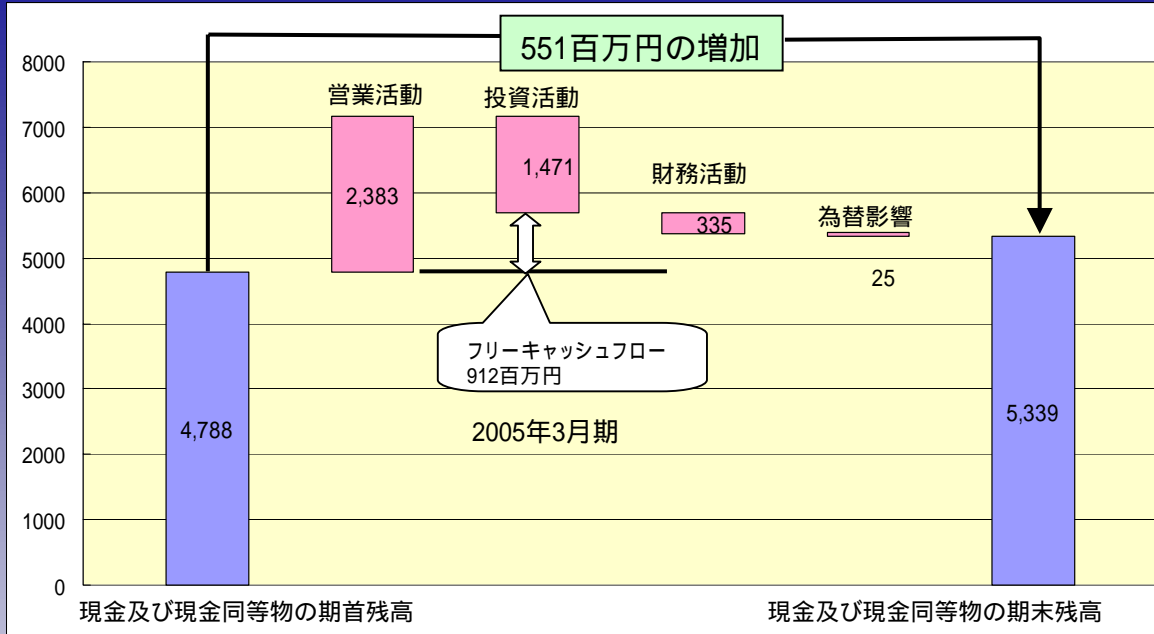 551百万円の増加
8000
7000
6000
5000
4000
3000
2000
1000
0
営業活動
投資活動
財務活動
為替影響
2,383
1,471
335
25
フリーキャッシュフロー
912百万円
4,788
2005年3月期
5,339
現金及び現金同等物の期首残高
現金及び現金同等物の期末残高